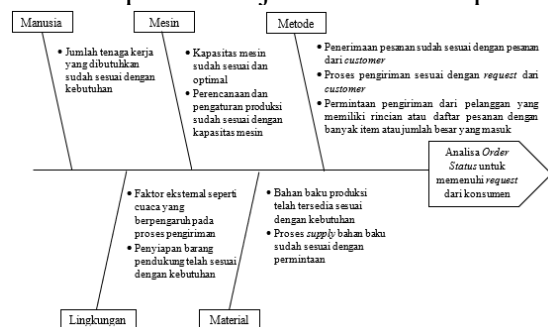 Manusia
Mesin
Metode
• Jumlah tenaga kerja
yang dibutuhkan
sudah sesuai dengan
kebutuhan
• Kapasitas mesin
sudah sesuai dan
optimal
• Perencanaan dan
pengaturan produksi
sudah sesuai dengan
kapasitas mesin
• Penerimaan pesanan sudah sesuai dengan pesanan
dari customer
• Proses pengiriman sesuai dengan request dari
customer
• Permintaan pengiriman dari pelanggan yang
memiliki rincian atau daftar pesanan dengan
banyak item atau jumlah besar yang masuk
Analisa Order
Status untuk
memenuhi request
dari konsumen
• Faktor eksternal seperti
cuaca yang
berpengaruh pada
proses pengiriman
• Penyiapan barang
pendukung telah sesuai
dengan kebutuhan
• Bahan baku produksi
telah tersedia sesuai
dengan kebutuhan
• Proses supply bahan baku
sudah sesuai dengan
permintaan
Lingkungan
Material